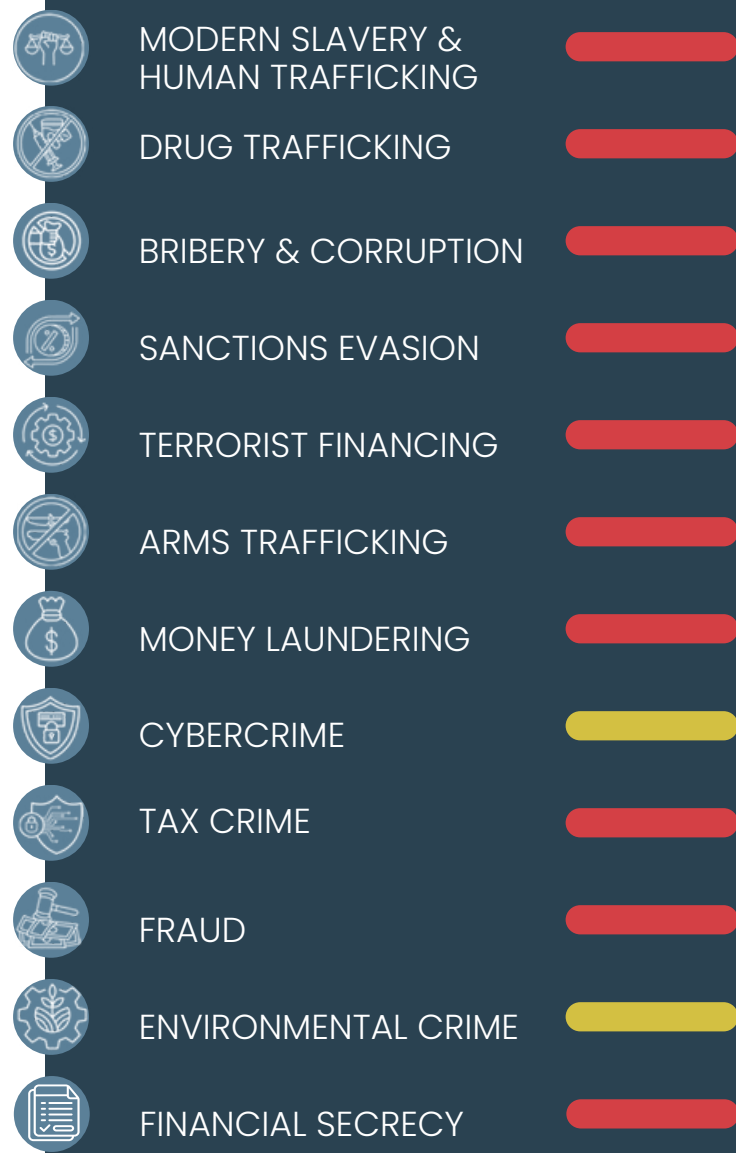 MODERN SLAVERY &
HUMAN TRAFFICKING
DRUG TRAFFICKING
BRIBERY & CORRUPTION
SANCTIONS EVASION
TERRORIST FINANCING
ARMS TRAFFICKING
MONEY LAUNDERING
CYBERCRIME
TAX CRIME
FRAUD
ENVIRONMENTAL CRIME
FINANCIAL SECRECY